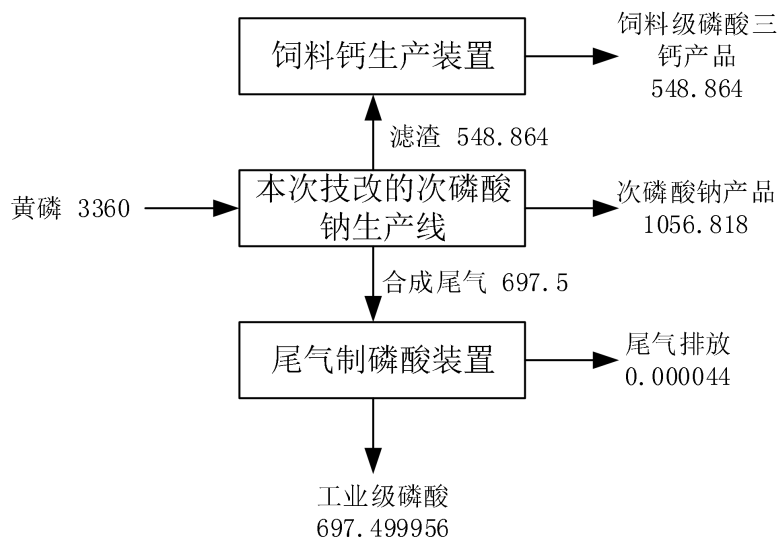 饲料钙生产装置
饲料级磷酸三
钙产品
548.864
滤渣 548.864
黄磷 3360
本次技改的次磷酸
钠生产线
次磷酸钠产品
1056.818
合成尾气 697.5
尾气制磷酸装置
尾气排放
0.000044
工业级磷酸
697.499956